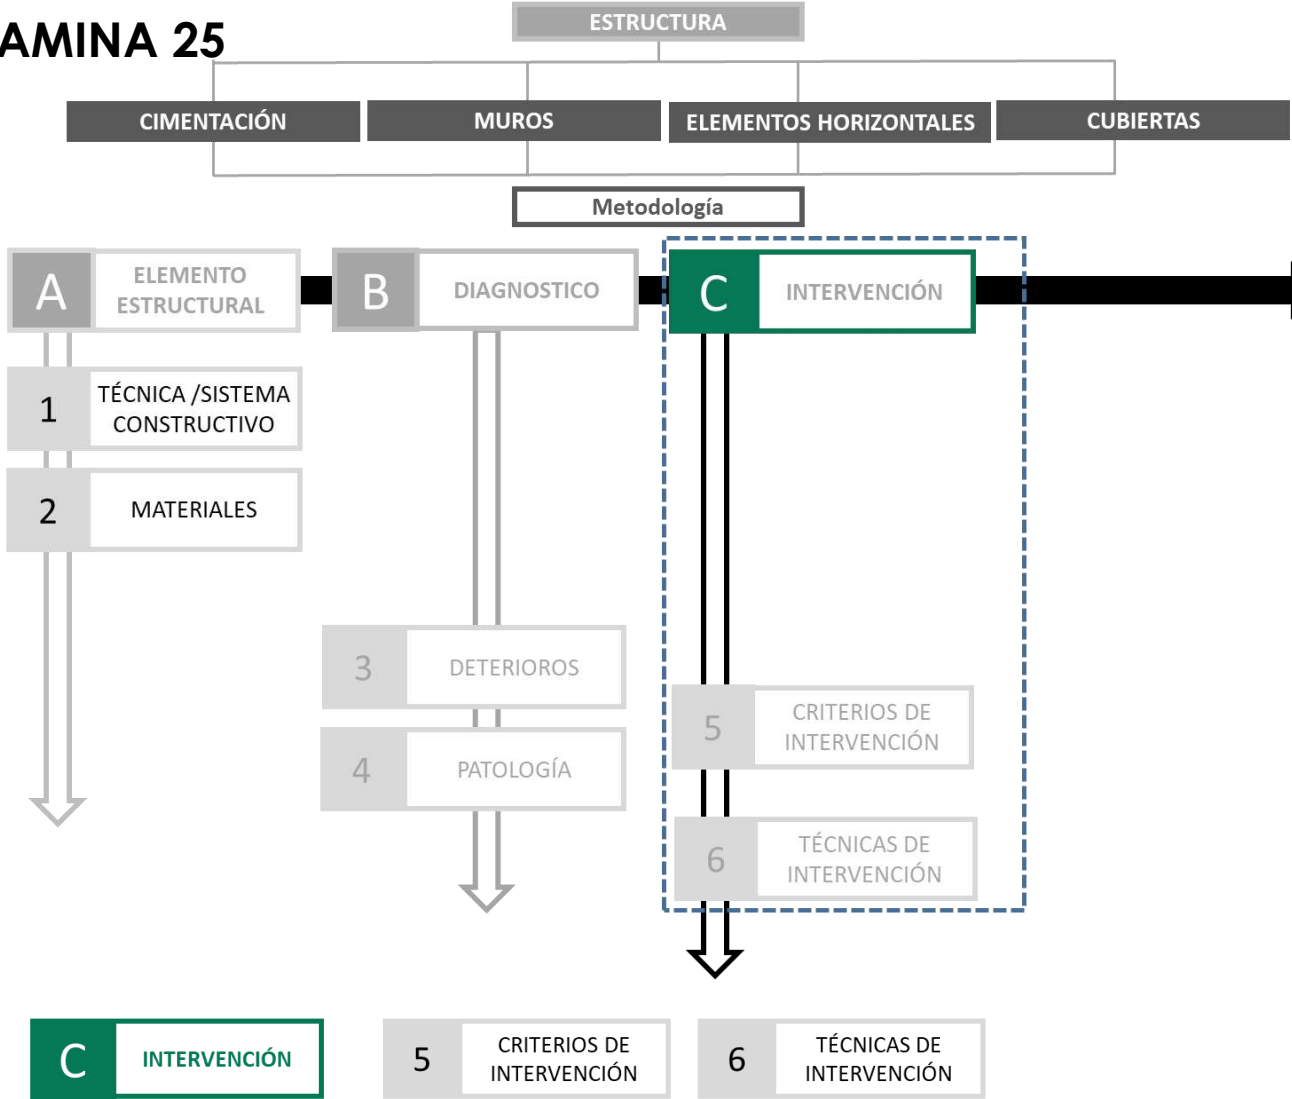 AMINA 25
ESTRUCTURA
CIMENTACIÓN
MUROS
ELEMENTOS HORIZONTALES
CUBIERTAS
Metodología
A
ELEMENTO
ESTRUCTURAL
B
DIAGNOSTICO
C
INTERVENCIÓN
1
TÉCNICA /SISTEMA
CONSTRUCTIVO
2
MATERIALES
3
DETERIOROS
4
PATOLOGÍA
5
CRITERIOS DE
INTERVENCIÓN
6
TÉCNICAS DE
INTERVENCIÓN
C
INTERVENCIÓN
5
CRITERIOS DE
INTERVENCIÓN
6
TÉCNICAS DE
INTERVENCIÓN